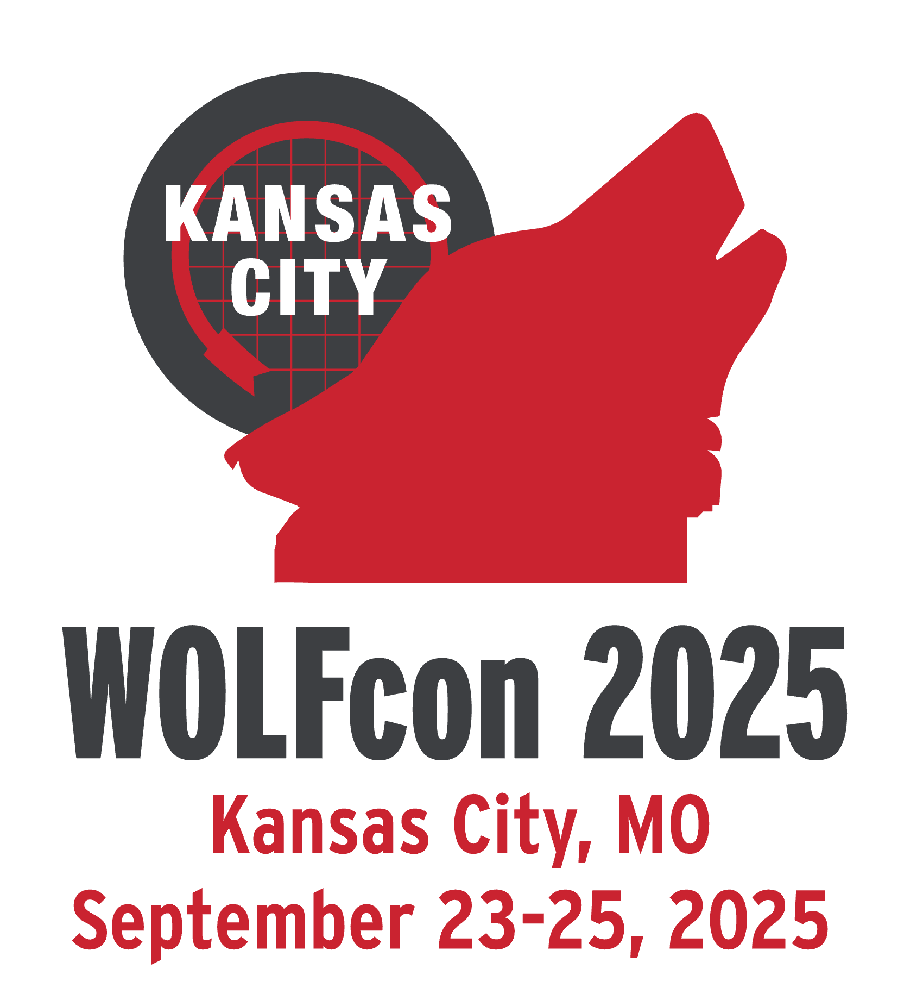 KANSAS
CITY
WOLFcon 2025
Kansas City, MO
September 23-25, 2025